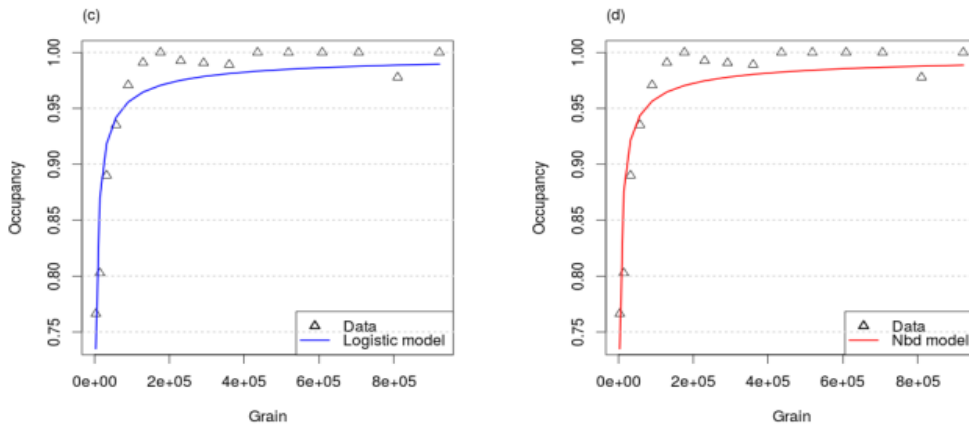 (c)
Occupancy
1.00
0.95
0.90
0.85
0.80
0.75
Data
Logistic model
0e+00 2e+05 4e+05 6e+05 8e+05
Grain
(d)
Occupancy
1.00
0.95
0.90
0.85
0.80
0.75
Data
Nbd model
0e+00 2e+05 4e+05 6e+05 8e+05
Grain